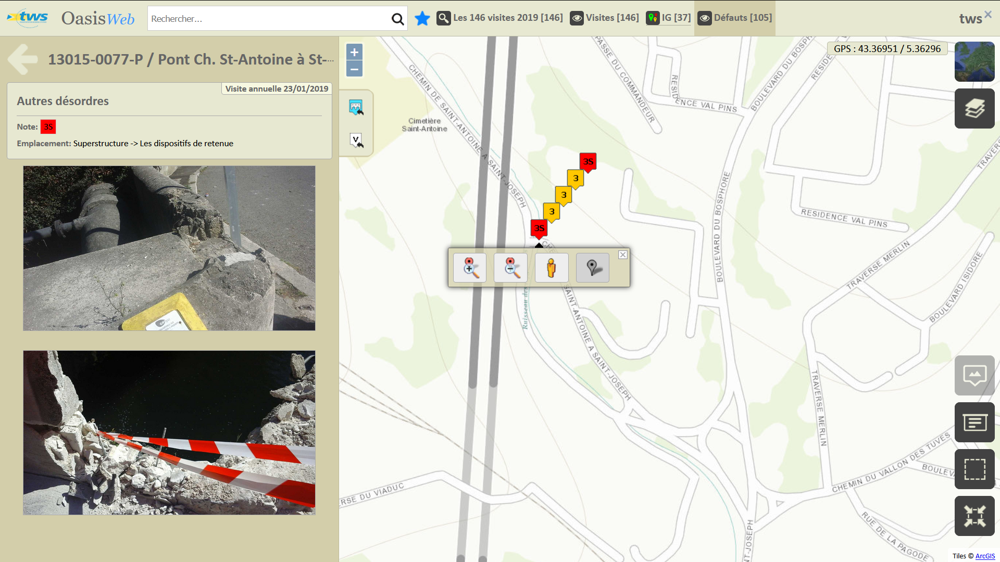 tws OasisWeb Rechercher... Les 146 visites 2019 [146] Visites [146] IG [37] Défauts [105] tws
13015-0077-P / Pont Ch. St-Antoine à St-...
Visite annuelle 23/01/2019
Autres désordres
Note: 3S
Emplacement: Superstructure -> Les dispositifs de retenue
+
−
V
GPS : 43.36951 / 5.36296
Cimetière
Saint-Antoine
CHEMIN DE SAINT-ANTOINE A SAINT-JOSEPH
PASSE DU COMMANDEUR
RESIDENCE VAL PINS
BOULEVARD DU BOSPH
RESIDE
TRAVERS
3S
3
3
3
3S
BOULEVARD DU BOSPHORE
RESIDENCE VAL PINS
TRAVERSE MERLIN
BOULEVARD ISIDORE
CHE
SAINT-ANTOINE A SAINT-JOSEPH
Ruisseau des
TRAVERSE MERLIN
CHEMIN DU VALLON DES TUVES
BOULEV
RSE DU VIADUC
RUE DE LA PAGODE
NT-JOSEPH
Tiles © ArcGIS